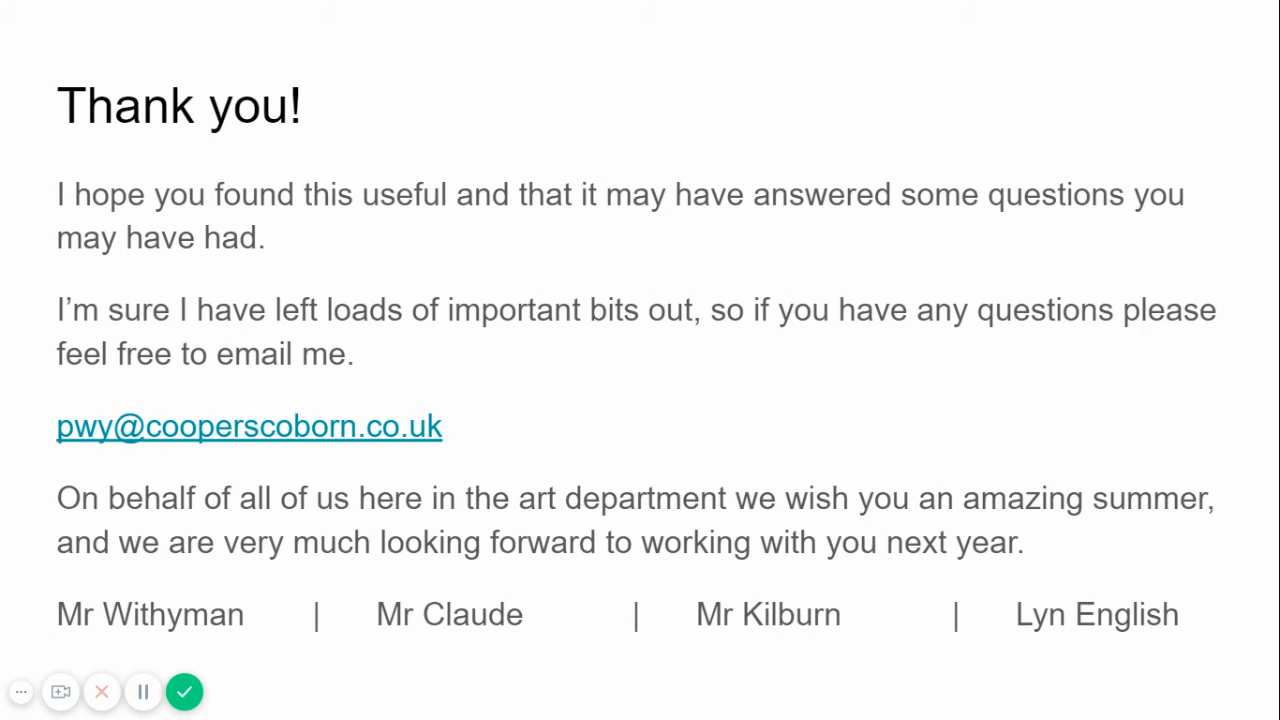 Thank you!
I hope you found this useful and that it may have answered some questions you
may have had.
I’m sure I have left loads of important bits out, so if you have any questions please
feel free to email me.
pwy@cooperscoborn.co.uk
On behalf of all of us here in the art department we wish you an amazing summer,
and we are very much looking forward to working with you next year.
Mr Withyman | Mr Claude | Mr Kilburn | Lyn English